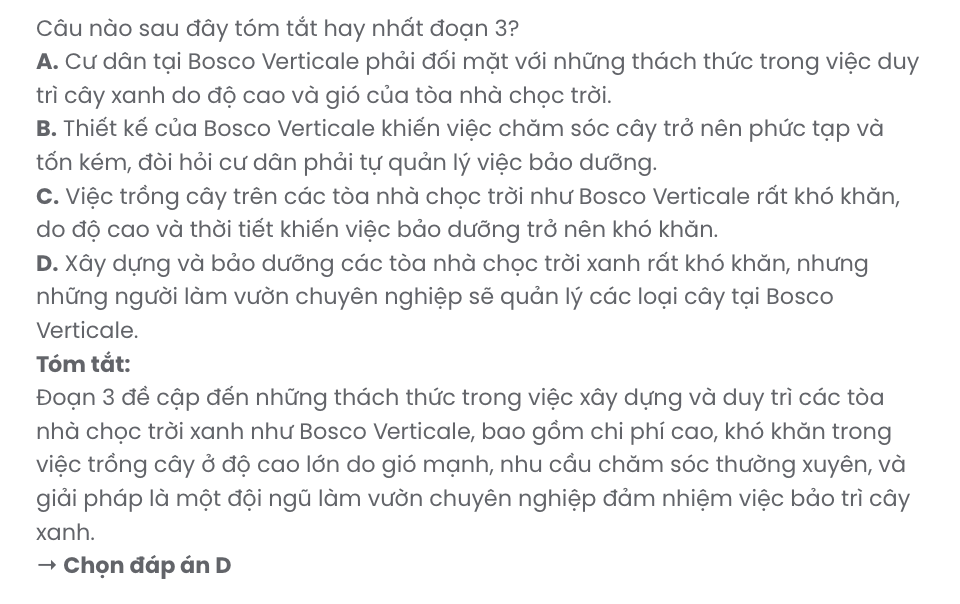 Câu nào sau đây tóm tắt hay nhất đoạn 3?
A. Cư dân tại Bosco Verticale phải đối mặt với những thách thức trong việc duy
trì cây xanh do độ cao và gió của tòa nhà chọc trời.
B. Thiết kế của Bosco Verticale khiến việc chăm sóc cây trở nên phức tạp và
tốn kém, đòi hỏi cư dân phải tự quản lý việc bảo dưỡng.
C. Việc trồng cây trên các tòa nhà chọc trời như Bosco Verticale rất khó khăn,
do độ cao và thời tiết khiến việc bảo dưỡng trở nên khó khăn.
D. Xây dựng và bảo dưỡng các tòa nhà chọc trời xanh rất khó khăn, nhưng
những người làm vườn chuyên nghiệp sẽ quản lý các loại cây tại Bosco
Verticale.
Tóm tắt:
Đoạn 3 đề cập đến những thách thức trong việc xây dựng và duy trì các tòa
nhà chọc trời xanh như Bosco Verticale, bao gồm chi phí cao, khó khăn trong
việc trồng cây ở độ cao lớn do gió mạnh, nhu cầu chăm sóc thường xuyên, và
giải pháp là một đội ngũ làm vườn chuyên nghiệp đảm nhiệm việc bảo trì cây
xanh.
→ Chọn đáp án D